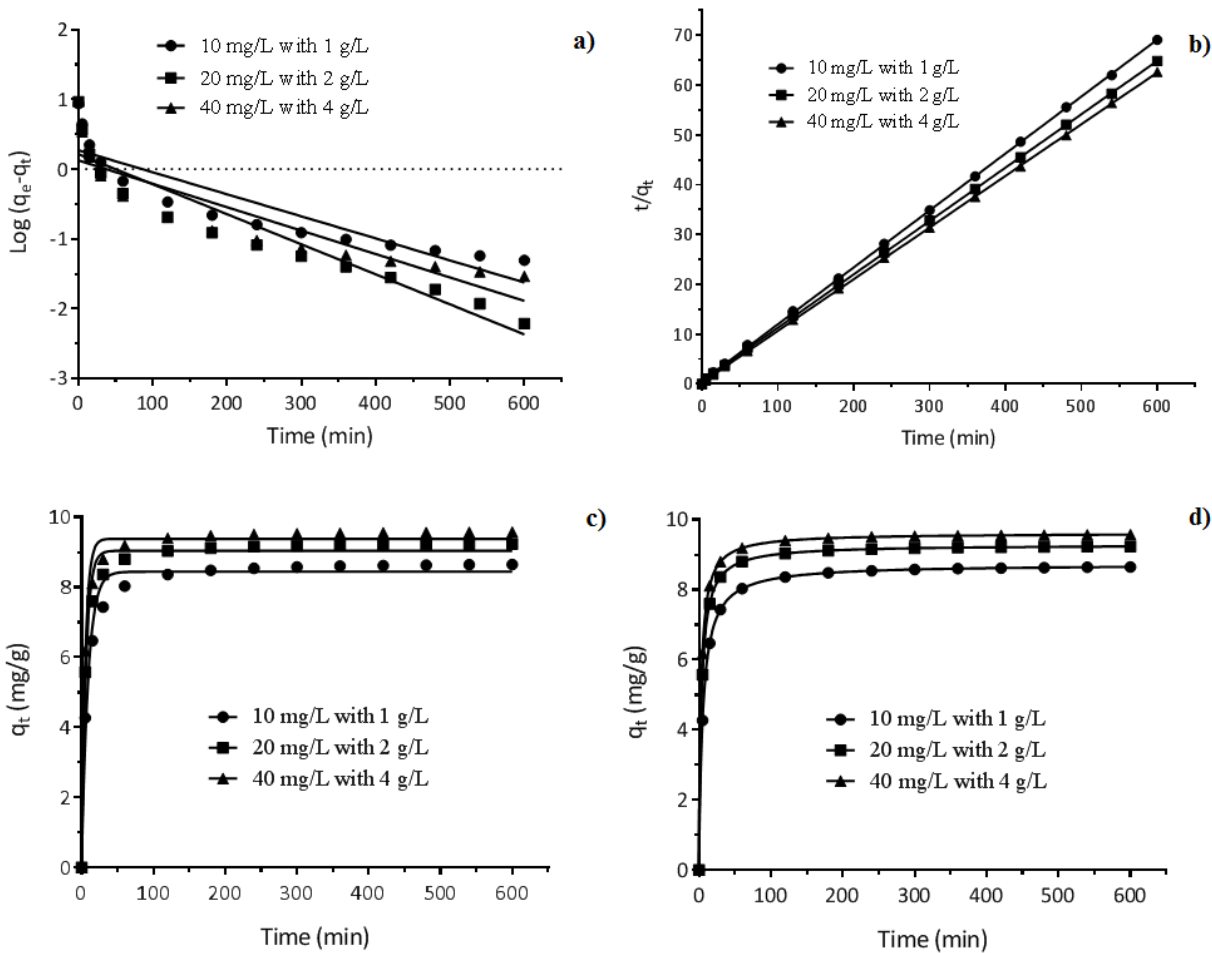 a)
10 mg/L with 1 g/L
20 mg/L with 2 g/L
40 mg/L with 4 g/L
2
1
0
-1
-2
-3
Log (qe-qt)
0 100 200 300 400 500 600
Time (min)
b)
10 mg/L with 1 g/L
20 mg/L with 2 g/L
40 mg/L with 4 g/L
70
60
50
40
30
20
10
0
t/qt
0 100 200 300 400 500 600
Time (min)
c)
10
8
6
4
2
0
qt (mg/g)
10 mg/L with 1 g/L
20 mg/L with 2 g/L
40 mg/L with 4 g/L
0 100 200 300 400 500 600
Time (min)
d)
10
8
6
4
2
0
qt (mg/g)
10 mg/L with 1 g/L
20 mg/L with 2 g/L
40 mg/L with 4 g/L
0 100 200 300 400 500 600
Time (min)